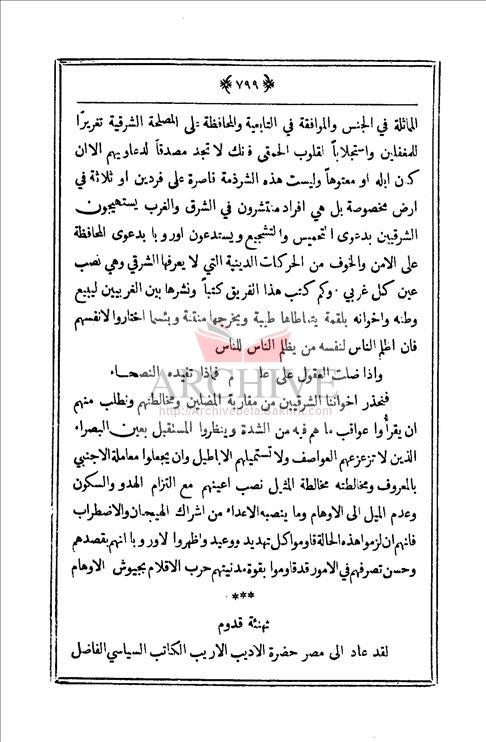 ﴿ ٧٩٩ ﴾
المماثلة في الجنس والموافقة في التابعية والمحافظة على المصلحة الشرقية تغريرًا
للمغفلين واستجلاباً لقلوب الحمقى فانك لا تجد مصدقاً لدعاويهم الا ان
كان ابله او معتوهاً وليست هذه الشرذمة قاصرة على فردين او ثلاثة في
ارض مخصوصة بل هي افراد منتشرون في الشرق والغرب يستهيجون
الشرقيين بدعوى التحميس والتشجيع ويستدعون اوروبا بدعوى المحافظة
على الامن والخوف من الحركات الدينية التي لا يعرفها الشرقي وهي نصب
عين كل غربي . وكم كتب هذا الفريق كتباً ونشرها بين الغربيين ليبيع
وطنه واخوانه بلقمة يتعاطاها طيبة ويخرجها منتنة وبئسما اختاروا لانفسهم
فان اظلم الناس لنفسه من يظلم الناس للناس
واذا ضلت العقول على علم فماذا تفيده النصحاء
فنحذر اخواننا الشرقيين من مقاربة المضلين ومخالطتهم ونطلب منهم
ان يقرأوا عواقب ما هم فيه من الشدة وينظروا المستقبل بعين البصراء
الذين لا تزعزعهم العواصف ولا تستميلهم الاباطيل وان يجعلوا معاملة الاجنبي
بالمعروف ومخالطته مخالطة المثيل نصب اعينهم مع التزام الهدو والسكون
وعدم الميل الى الاوهام وما ينصبه الاعداء من اشراك الهيجان والاضطراب
فانهم ان لزموا هذه الحالة قاوموا كل تهديد ووعيد واظهروا لاوروبا انهم بقصدهم
وحسن تصرفهم في الامور قد قاوموا بقوة مدنيتهم حرب الاقلام بجيوش الاوهام
***
تهنئة قدوم
لقد عاد الى مصر حضرة الاديب الاريب الكاتب السياسي الفاضل
ARCHIVE
http://Archivebeta.Sakhrit.com